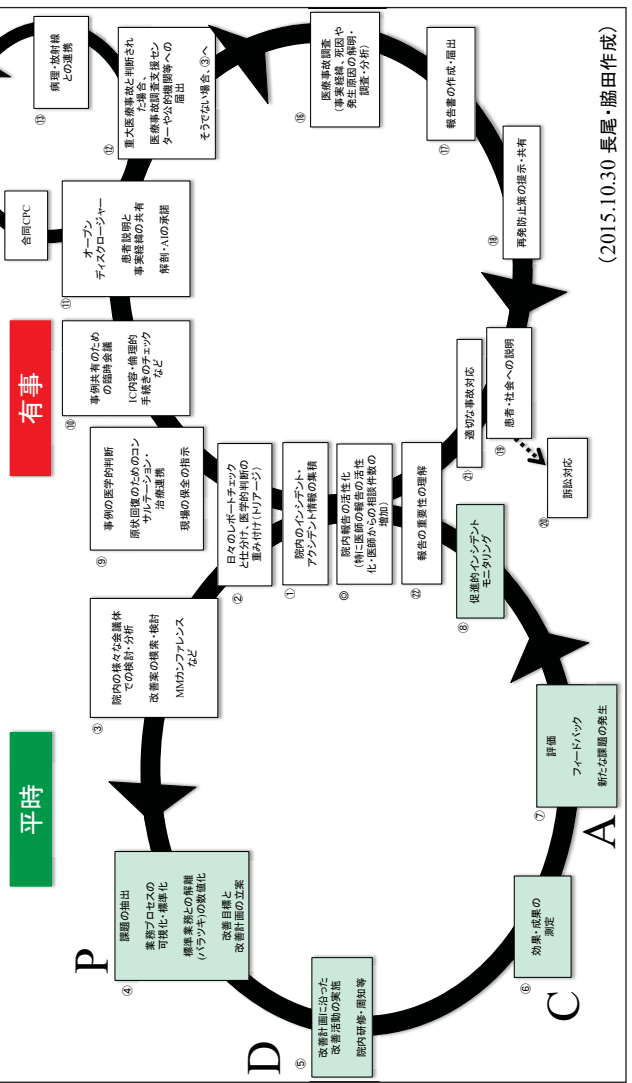 平時
有事
◎
院内報告の活性化
(特に医師の報告の活性
化・医師からの相談件数の
増加)
①
院内のインシデント・
アクシデント情報の集積
②
日々のレポートチェック
と仕分け、医学的判断の
重み付け(トリアージ)
③
院内の様々な会議体
での検討・分析
改善案の模索・検討
MMカンファレンス
など
P
④
課題の抽出
業務プロセスの
可視化・標準化
標準業務との解離
(バラツキ)の数値化
改善目標と
改善計画の立案
D
⑤
改善計画に沿った
改善活動の実施
院内研修・周知等
C
⑥
効果・成果の
測定
A
⑦
評価
フィードバック
新たな課題の発生
⑧
促進的インシデント
モニタリング
⑨
事例の医学的判断
原状回復のためのコン
サルテーション・
治療連携
現場の保全の指示
⑩
事例共有のため
の臨時会議
IC内容・倫理的
手続きのチェック
など
⑪
オープン
ディスクロージャー
患者説明と
事実経緯の共有
解剖・AIの承諾
⑫
重大医療事故と判断され
た場合、
医療事故調査支援セン
ターや公的機関等への
届出
そうでない場合、③へ
⑬
病理・放射線
との連携
合同CPC
⑯
医療事故調査
(事実経緯、死因や
発生原因の解明・
調査・分析)
⑰
報告書の作成・届出
⑱
再発防止策の提示・共有
⑲
患者・社会への説明
⑳
訴訟対応
㉑
適切な事故対応
㉒
報告の重要性の理解
(2015.10.30 長尾・脇田作成)